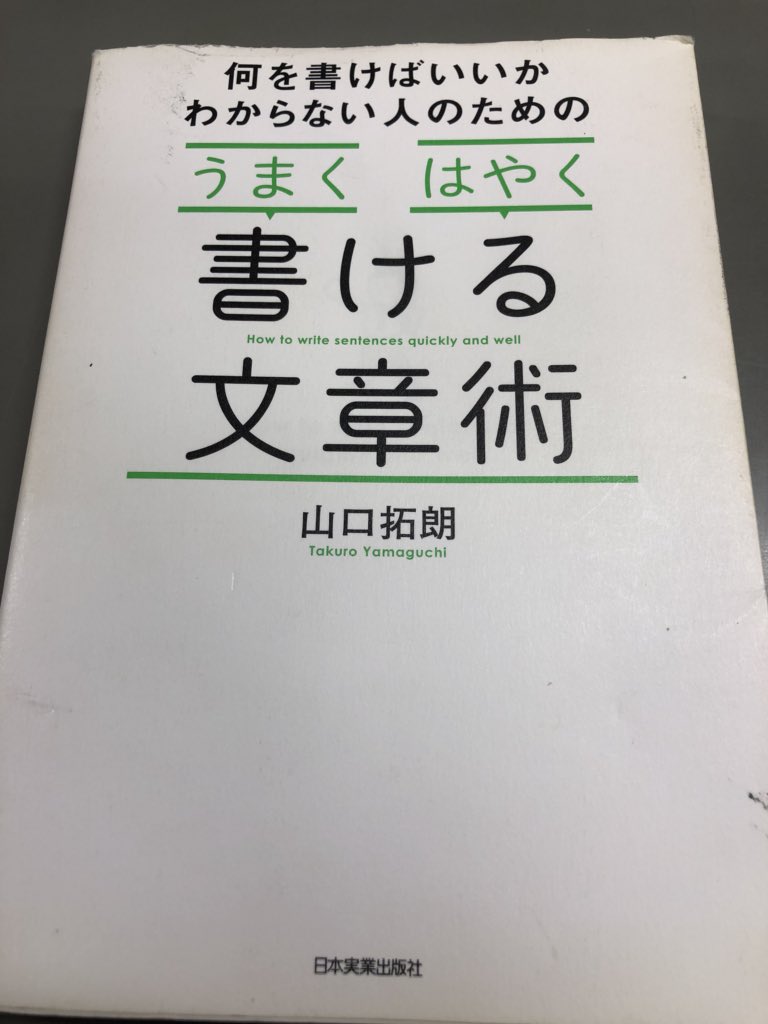 何を書けばいいか
わからない人のための
うまく はやく
書ける
How to write sentences quickly and well
文章術
山口拓朗
Takuro Yamaguchi
日本実業出版社